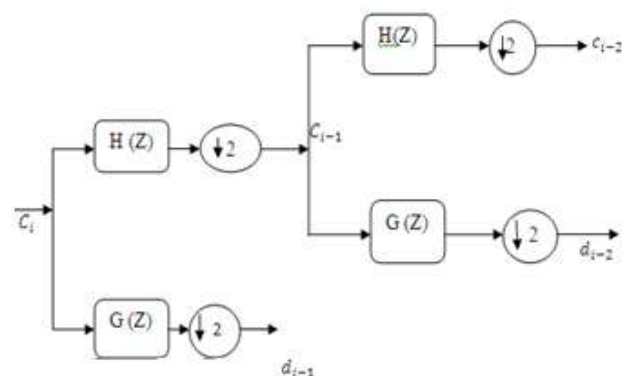 H(Z)
↓2
c_{i-2}
H (Z)
↓2
C_{i-1}
C_i
G (Z)
↓ 2
d_{i-2}
G (Z)
↓ 2
d_{i-1}